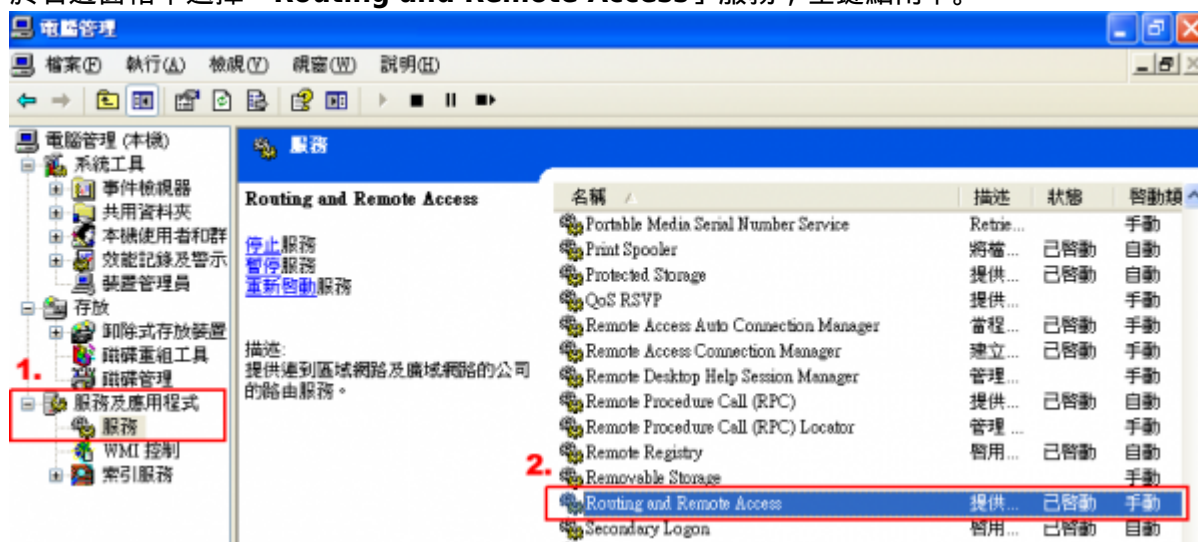 Routing and Remote Access」服務，
電腦管理
檔案(F) 執行(A) 檢視(V) 視窗(W) 說明(H)
電腦管理 (本機)
系統工具
事件檢視器
共用資料夾
本機使用者和群
效能記錄及警示
裝置管理員
存放
卸除式存放裝置
磁碟重組工具
磁碟管理
1.
服務及應用程式
服務
WMI 控制
索引服務
服務
Routing and Remote Access
停止服務
暫停服務
重新啟動服務
描述:
提供連到區域網路及廣域網路的公司
的路由服務。
名稱 描述 狀態 啟動類
Portable Media Serial Number Service Retrie... 手動
Print Spooler 將檔... 已啟動 自動
Protected Storage 提供... 已啟動 自動
QoS RSVP 提供... 手動
Remote Access Auto Connection Manager 當程... 已啟動 手動
Remote Access Connection Manager 建立... 已啟動 手動
Remote Desktop Help Session Manager 管理... 手動
Remote Procedure Call (RPC) 提供... 已啟動 自動
Remote Procedure Call (RPC) Locator 管理 ... 手動
Remote Registry 啟用... 已啟動 自動
2.
Removable Storage 手動
Routing and Remote Access 提供... 已啟動 手動
Secondary Logon 啟用... 已啟動 自動